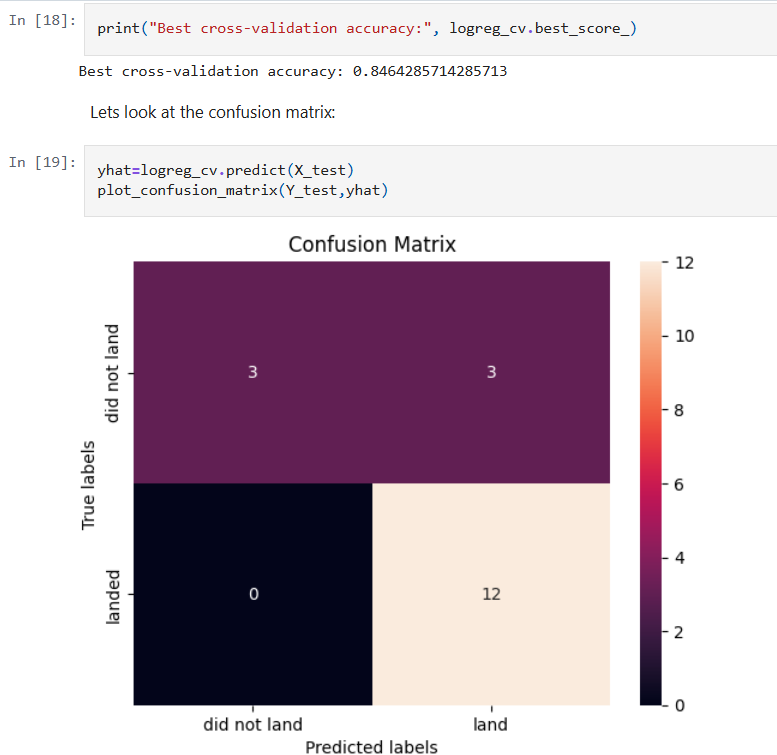 In [18]: print("Best cross-validation accuracy:", logreg_cv.best_score_)
Best cross-validation accuracy: 0.8464285714285713
Lets look at the confusion matrix:
In [19]: yhat=logreg_cv.predict(X_test)
plot_confusion_matrix(Y_test,yhat)
Confusion Matrix
True labels
did not land
3
3
landed
0
12
did not land
land
Predicted labels
12
10
8
6
4
2
0